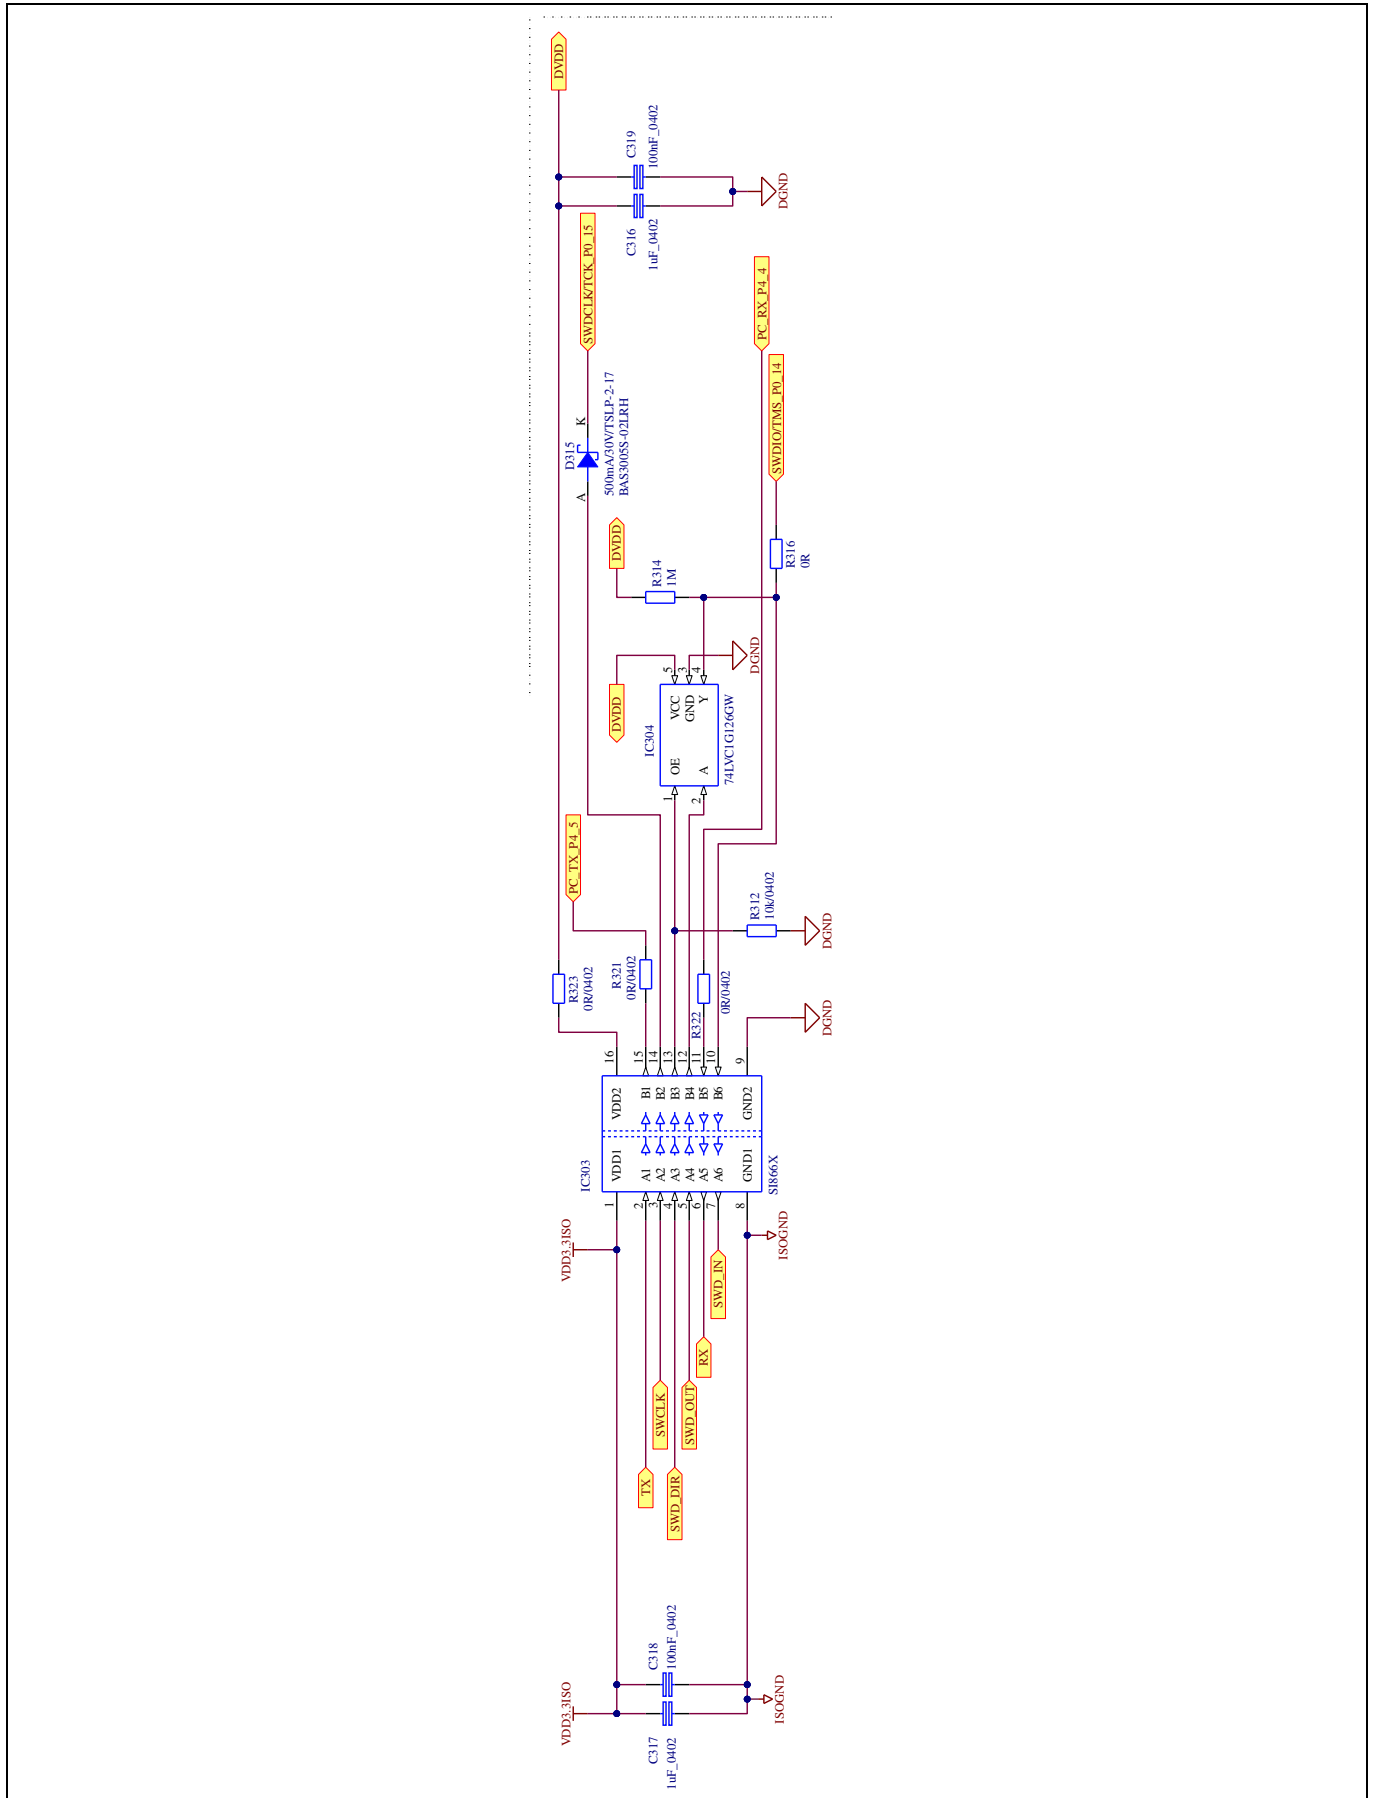 DVDD
C319
100nF_0402
C316
1uF_0402
DGND
SWDCLK/TCK_P0_15
PC_RX_P4_4
SWDIO/TMS_P0_14
K
D315
A
500mA/30V/TSLP-2-17
BAS3005S-02LRH
DVDD
R314
1M
R316
0R
DGND
DVDD
IC304
5
3
4
VCC
GND
Y
OE
A
1
2
74LVC1G126GW
PC_TX_P4_5
R312
10k/0402
DGND
R323
0R/0402
R321
0R/0402
R322
0R/0402
DGND
16
15
14
13
12
11
10
9
VDD2
B1
B2
B3
B4
B5
B6
GND2
IC303
VDD1
A1
A2
A3
A4
A5
A6
GND1
SI866X
1
2
3
4
5
6
7
8
VDD3.3ISO
ISOGND
SWD_IN
RX
SWCLK
SWD_OUT
TX
SWD_DIR
C318
100nF_0402
VDD3.3ISO
ISOGND
C317
1uF_0402